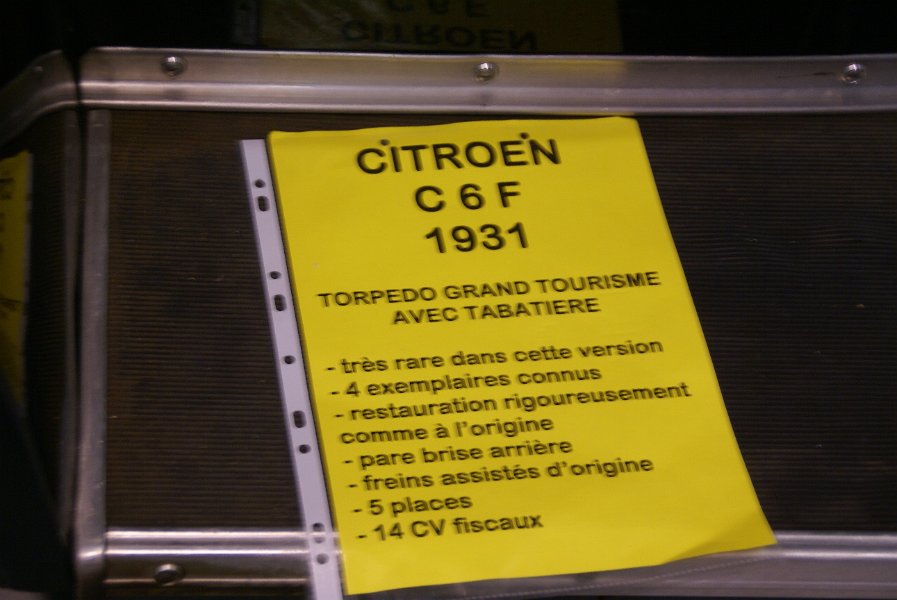 CITROËN
C 6 F
1931
TORPEDO GRAND TOURISME
AVEC TABATIERE
- très rare dans cette version
- 4 exemplaires connus
- restauration rigoureusement
comme à l'origine
- pare brise arrière
- freins assistés d'origine
- 5 places
- 14 CV fiscaux